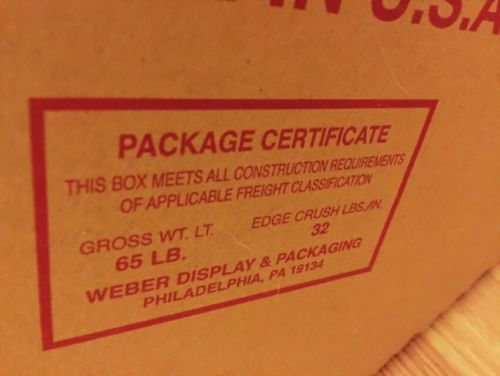 IN U.S.A
PACKAGE CERTIFICATE
THIS BOX MEETS ALL CONSTRUCTION REQUIREMENTS
OF APPLICABLE FREIGHT CLASSIFICATION
GROSS WT. LT. EDGE CRUSH LBS./IN.
65 LB. 32
WEBER DISPLAY & PACKAGING
PHILADELPHIA, PA 19134